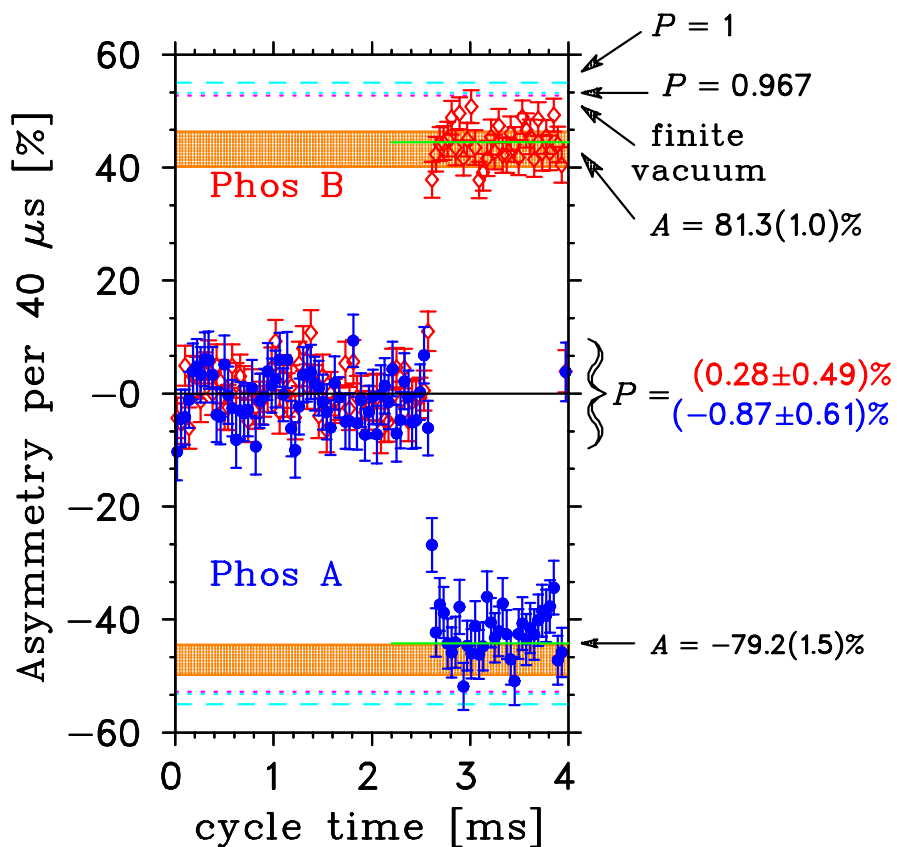 P = 1
60
P = 0.967
finite
vacuum
40
Phos B
A = 81.3(1.0)%
20
−0
P =
(0.28±0.49)%
(−0.87±0.61)%
−20
Phos A
−40
A = −79.2(1.5)%
−60
0 1 2 3 4
cycle time [ms]
Asymmetry per 40 μs [%]